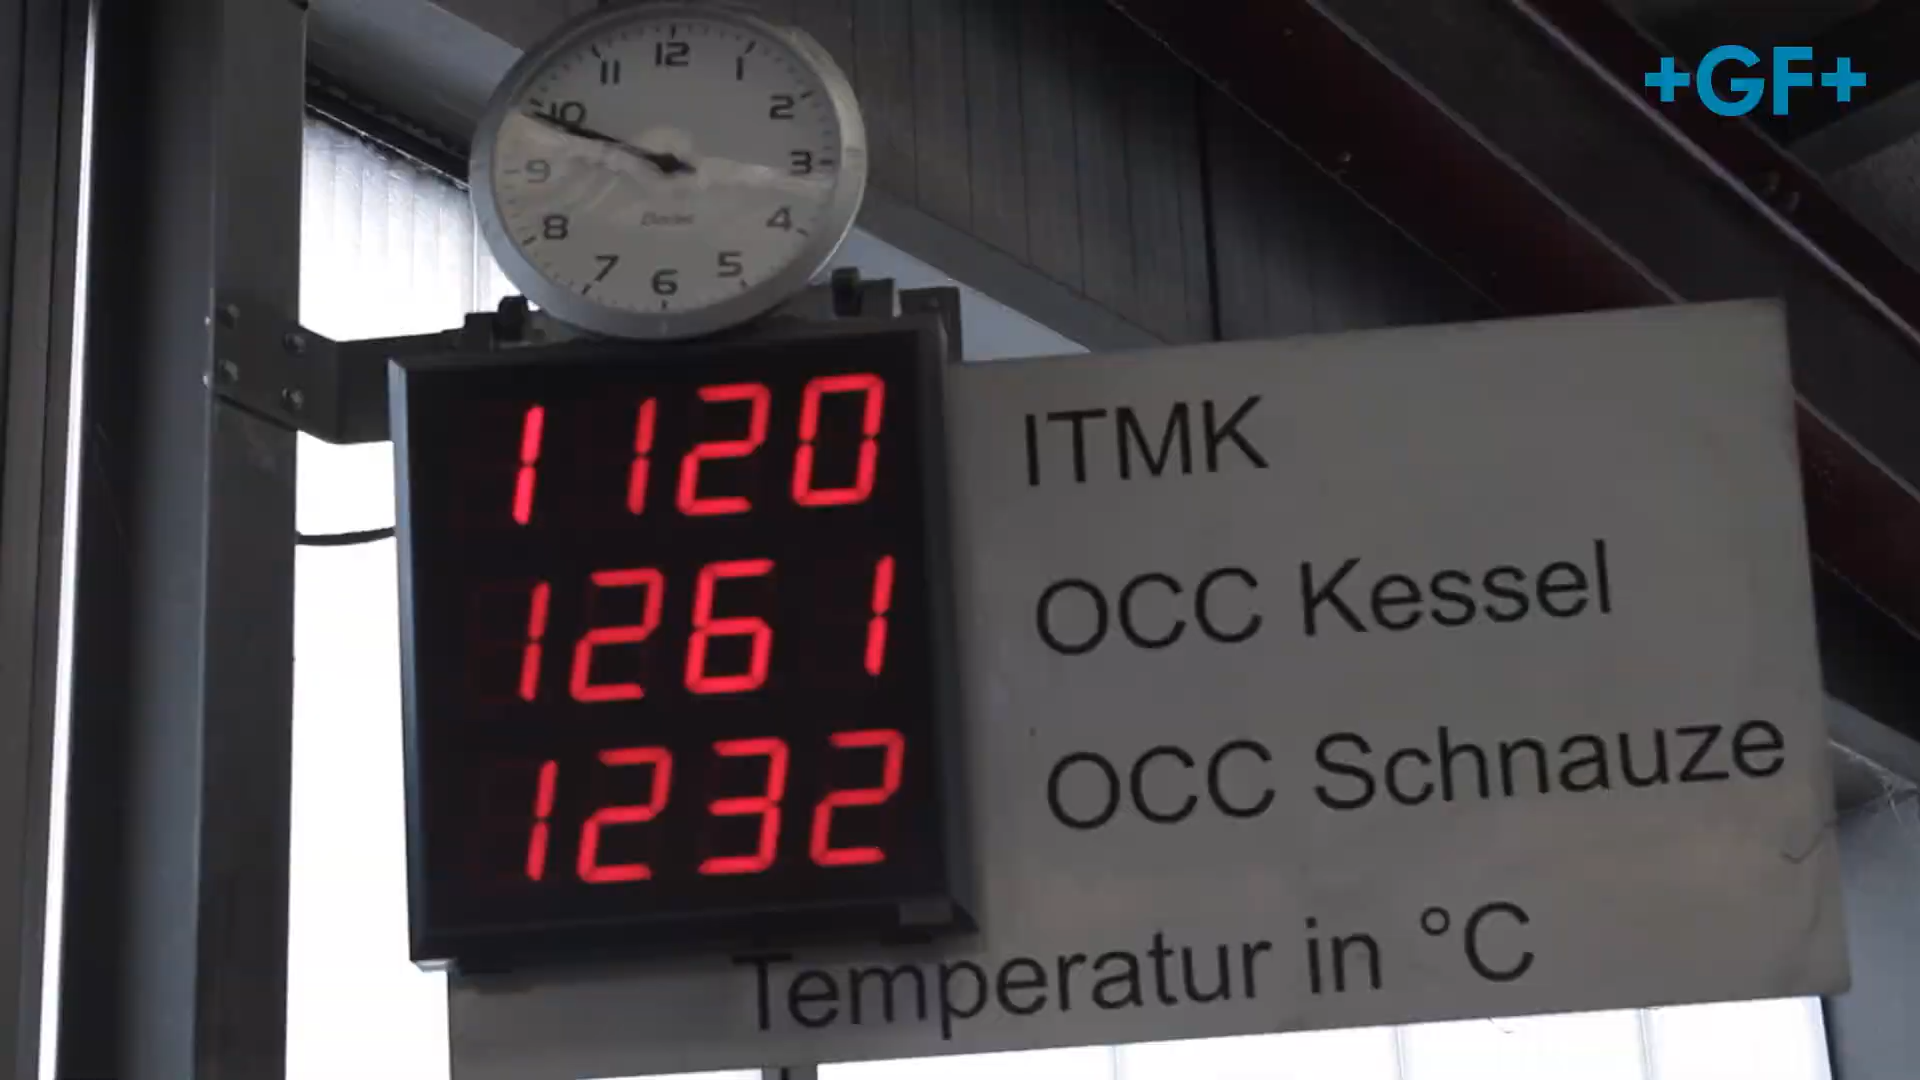 +GF+
12
11
1
10
2
9
3
8
4
7
5
6
1120 ITMK
1261 OCC Kessel
1232 OCC Schnauze
Temperatur in °C